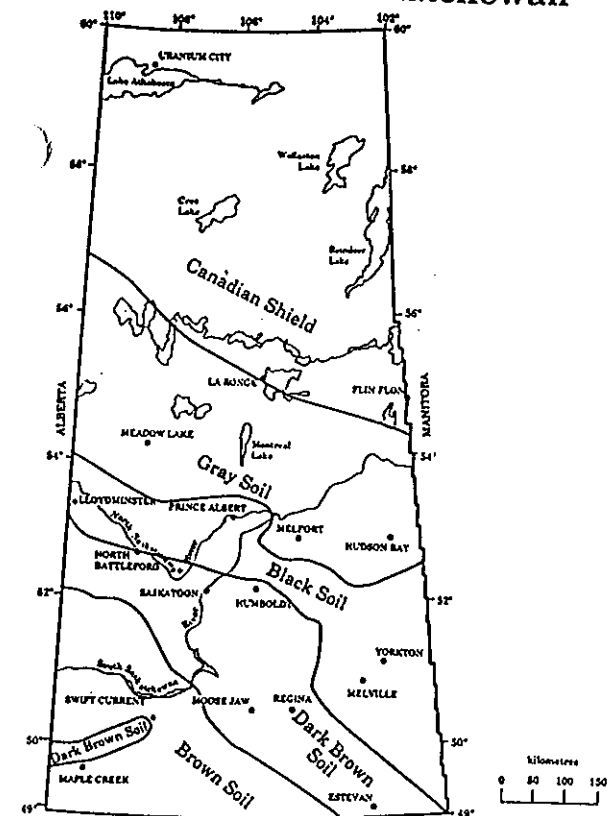 110° 108° 106° 104° 102°
60° 60°
URANIUM CITY
Lake Athabasca
Wollaston
Lake
58° 58°
Cree
Lake
Reindeer
Lake
Canadian Shield
56° 56°
LA RONGE
FLIN FLON
ALBERTA
MANITOBA
MEADOW LAKE
Montreal
Lake
54° 54°
Gray Soil
LLOYDMINSTER
PRINCE ALBERT
North Saskatchewan
MELFORT
HUDSON BAY
NORTH
BATTLEFORD
Black Soil
52° 52°
SASKATOON
HUMBOLDT
River
YORKTON
South Saskatchewan
MELVILLE
SWIFT CURRENT
MOOSE JAW
REGINA
Dark Brown Soil
Dark Brown
Soil
50° 50°
MAPLE CREEK
Brown Soil
kilometres
0 50 100 150
ESTEVAN
49° 49°